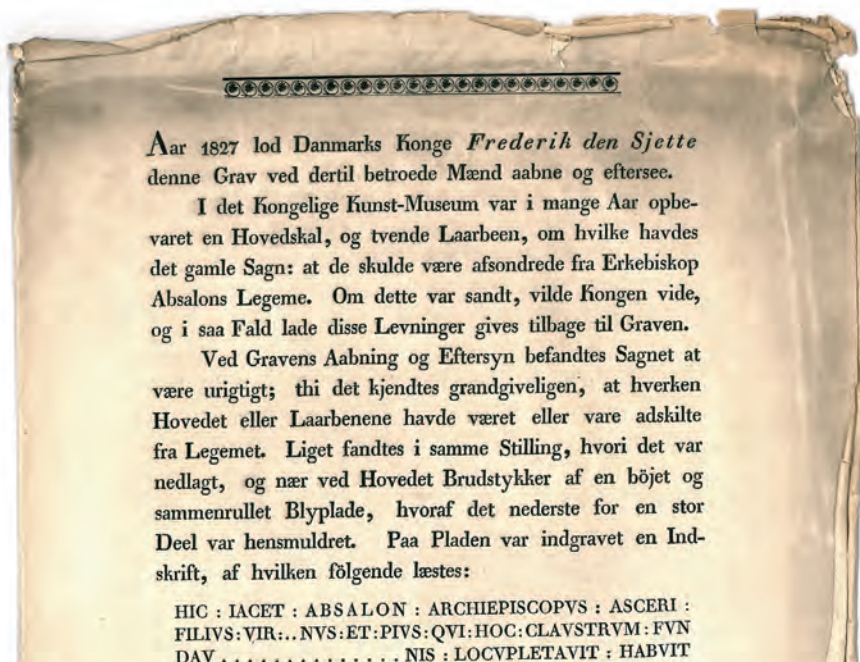 Aar 1827 lod Danmarks Konge Frederik den Sjette
denne Grav ved dertil betroede Mænd aabne og eftersee.
I det Kongelige Kunst-Museum var i mange Aar opbe-
varet en Hovedskal, og tvende Laarbeen, om hvilke havdes
det gamle Sagn: at de skulde være afsondrede fra Erkebiskop
Absalons Legeme. Om dette var sandt, vilde Kongen vide,
og i saa Fald lade disse Levninger gives tilbage til Graven.
Ved Gravens Aabning og Eftersyn befandtes Sagnet at
være urigtigt; thi det kjendtes grandgiveligen, at hverken
Hovedet eller Laarbenene havde været eller vare adskilte
fra Legemet. Liget fandtes i samme Stilling, hvori det var
nedlagt, og nær ved Hovedet Brudstykker af en böjet og
sammenrullet Blyplade, hvoraf det nederste for en stor
Deel var hensmuldret. Paa Pladen var indgravet en Ind-
skrift, af hvilken fölgende læstes:
HIC : IACET : ABSALON : ARCHIEPISCOPVS : ASCERI :
FILIVS : VIR : .. NVS : ET : PIVS : QVI : HOC : CLAVSTRVM : FVN
DAV . . . . . . . . . . . . . . NIS : LOCVPLETAVIT : HABVIT